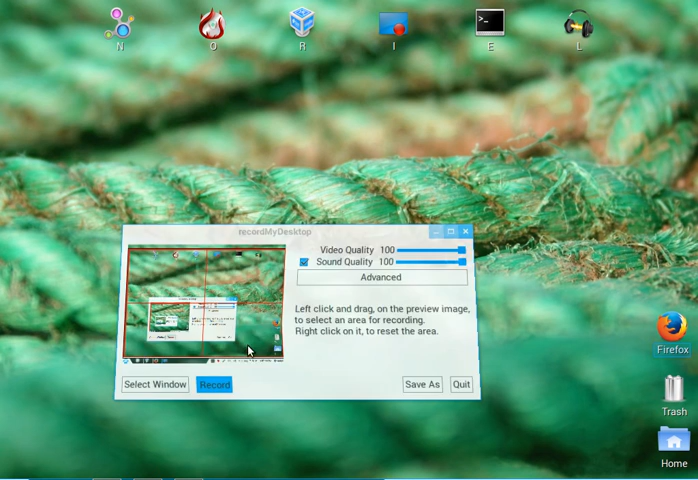 N
O
R
I
E
L
recordMyDesktop
Video Quality 100
Sound Quality 100
Advanced
Left click and drag, on the preview image,
to select an area for recording.
Right click on it, to reset the area.
Select Window
Record
Save As
Quit
Firefox
Trash
Home